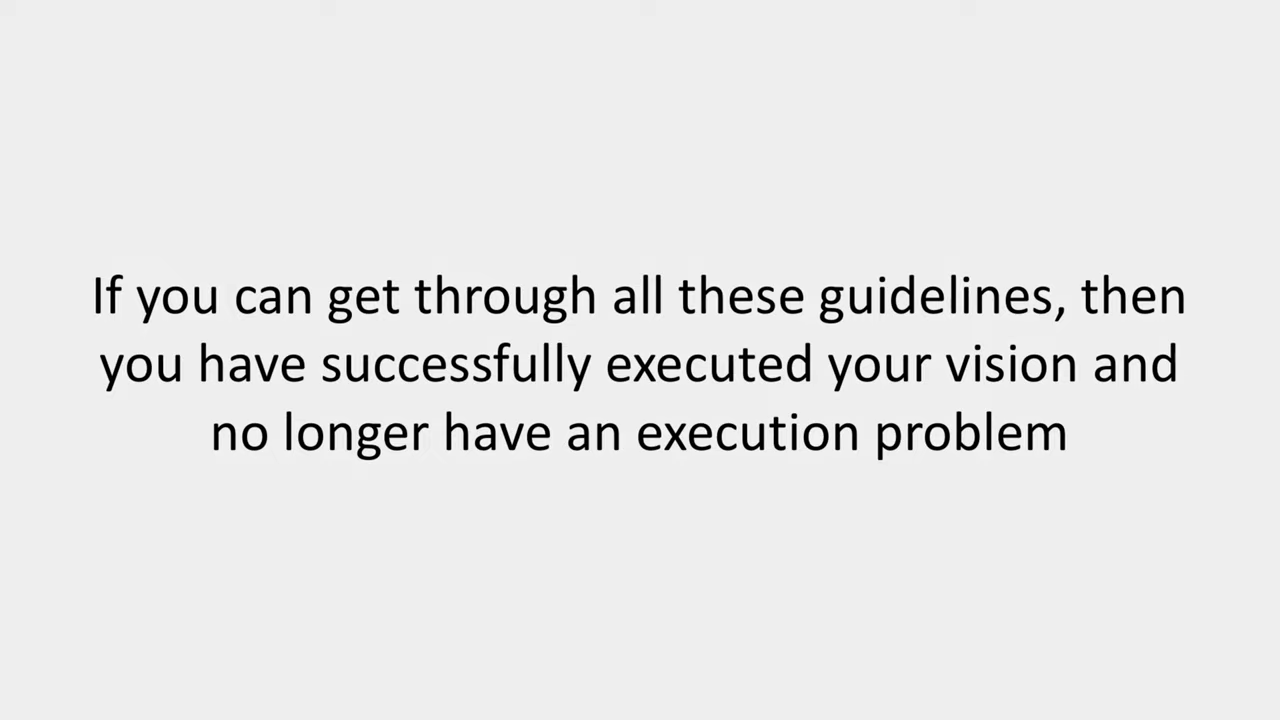 If you can get through all these guidelines, then
you have successfully executed your vision and
no longer have an execution problem